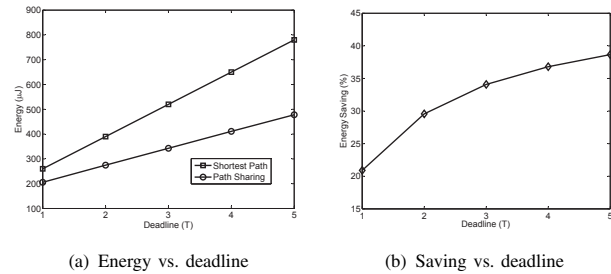 900
800
700
600
500
400
300
200
100
Energy (μJ)
Shortest Path
Path Sharing
1 2 3 4 5
Deadline (T)
(a) Energy vs. deadline
45
40
35
30
25
20
15
Energy Saving (%)
1 2 3 4 5
Deadline (T)
(b) Saving vs. deadline